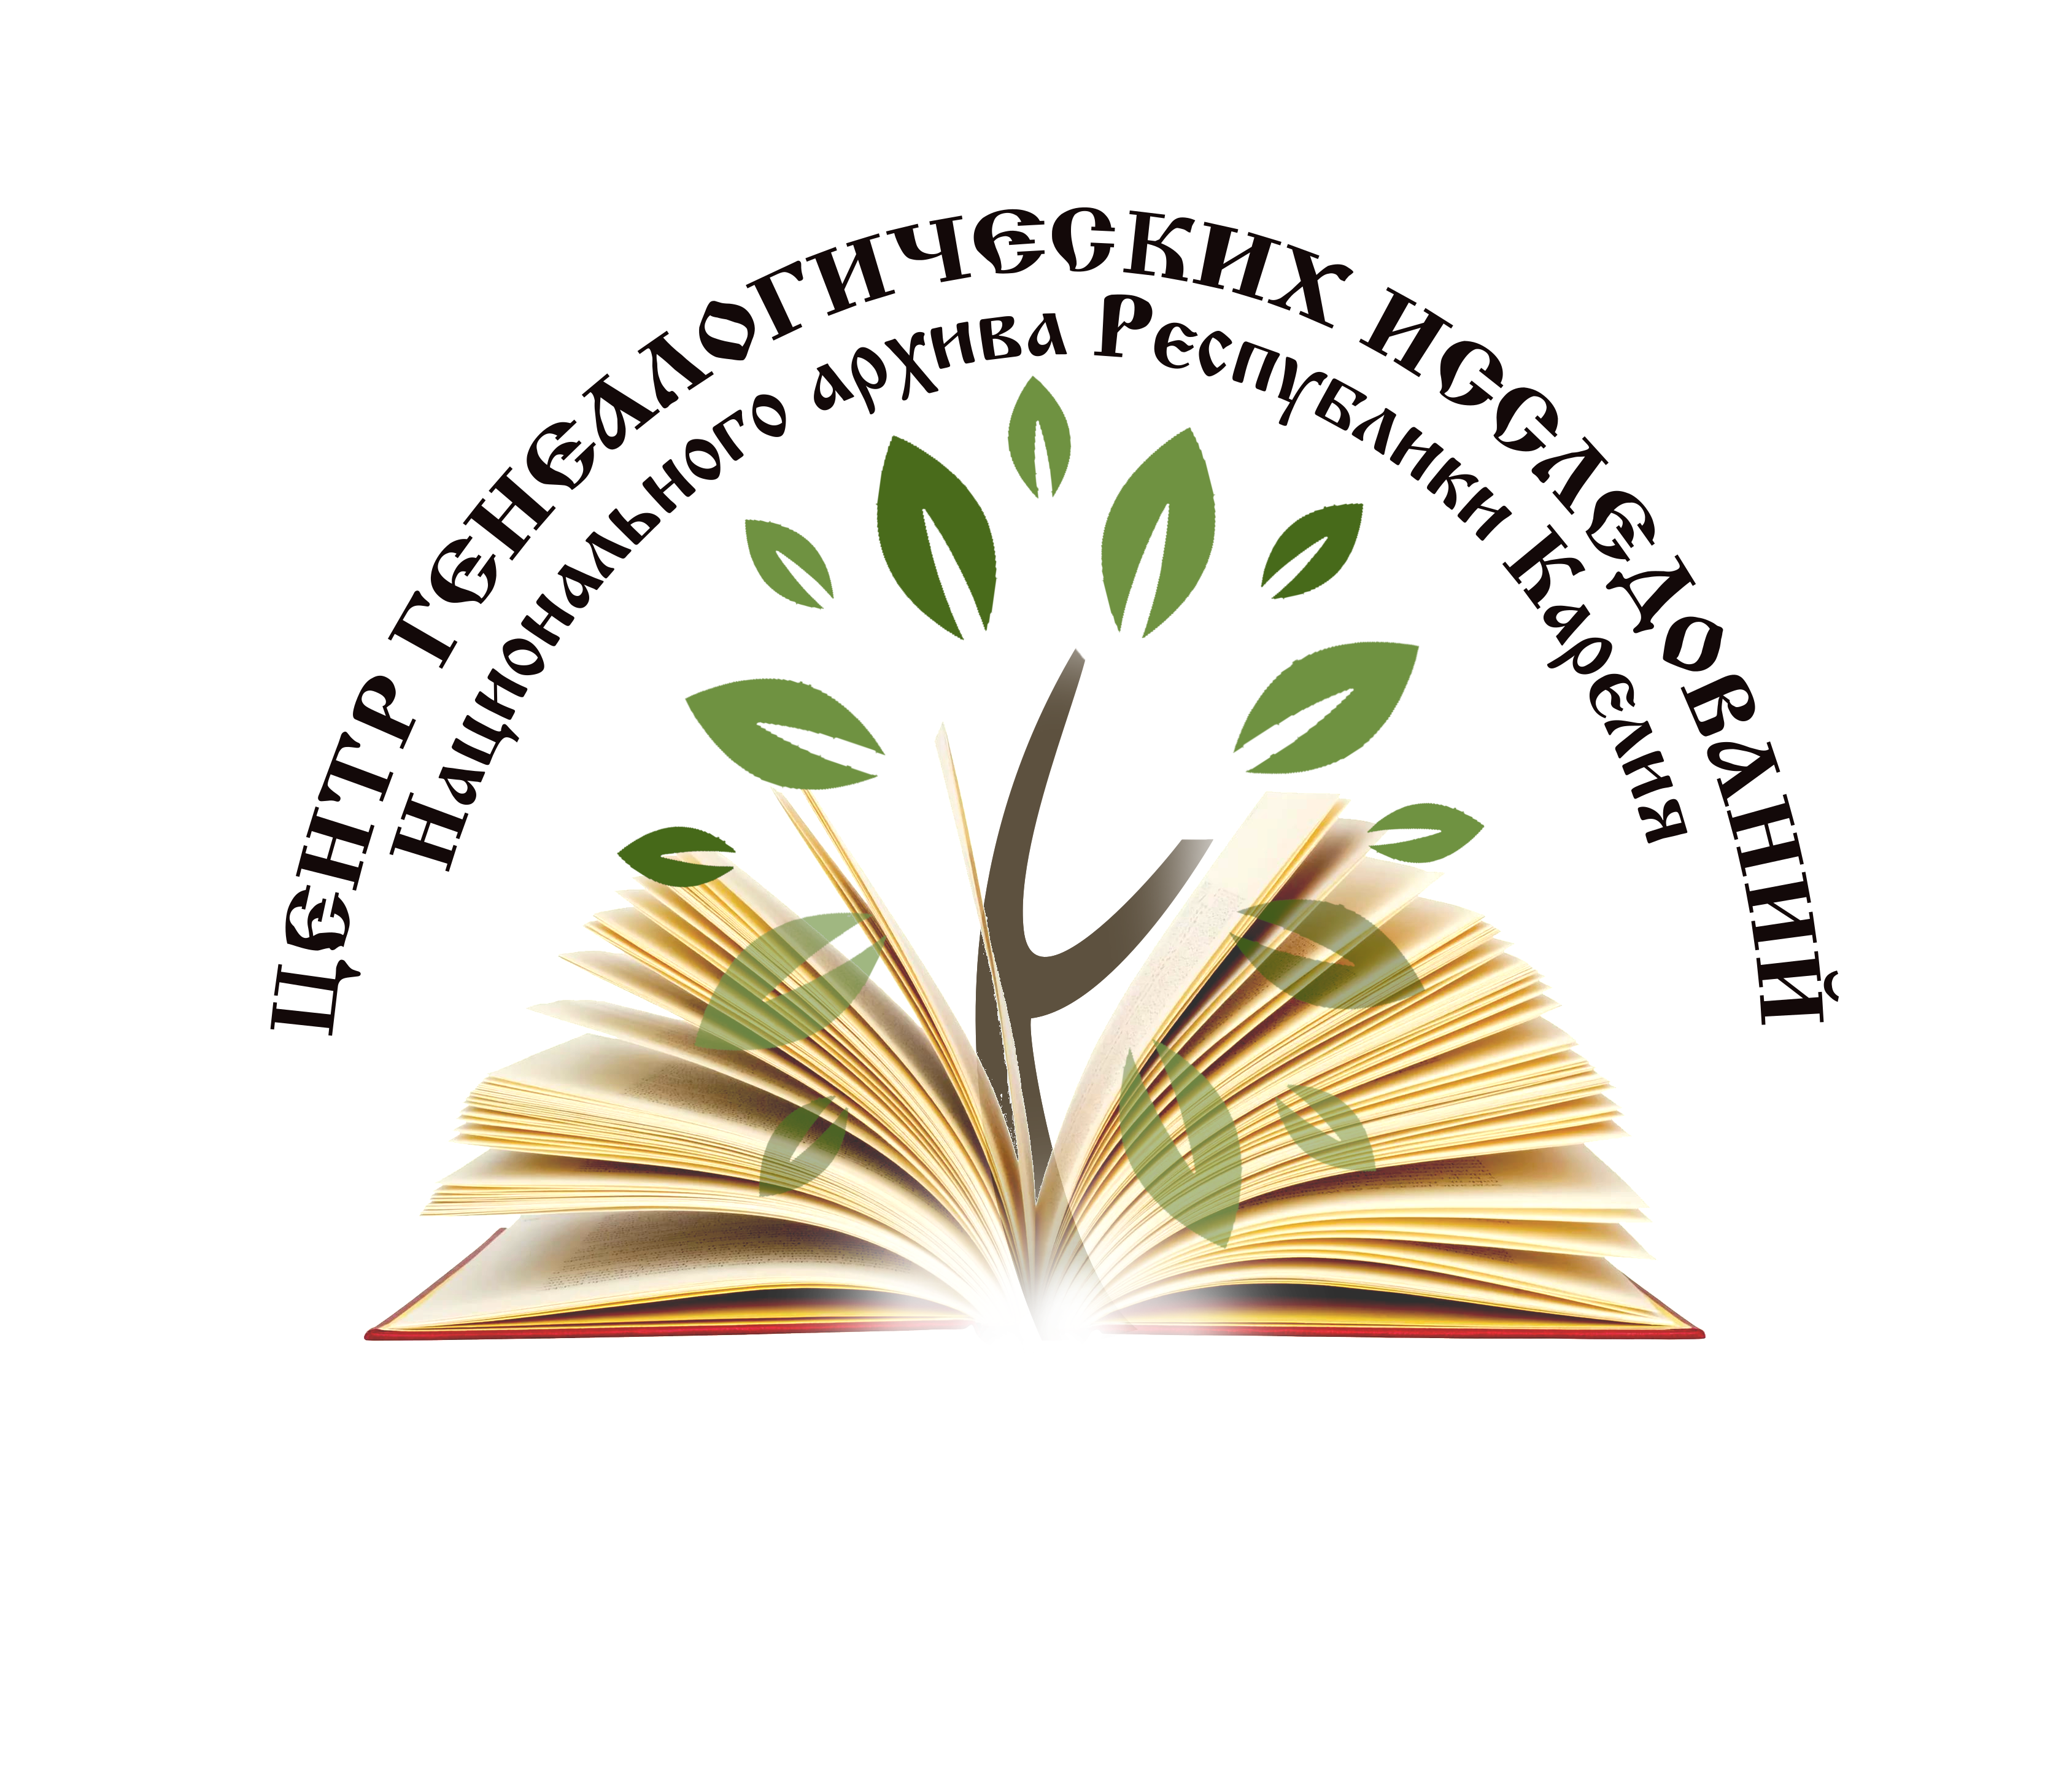 ЦЕНТР ГЕНЕАЛОГИЧЕСКИХ ИССЛЕДОВАНИЙ
Национального архива Республики Карелия